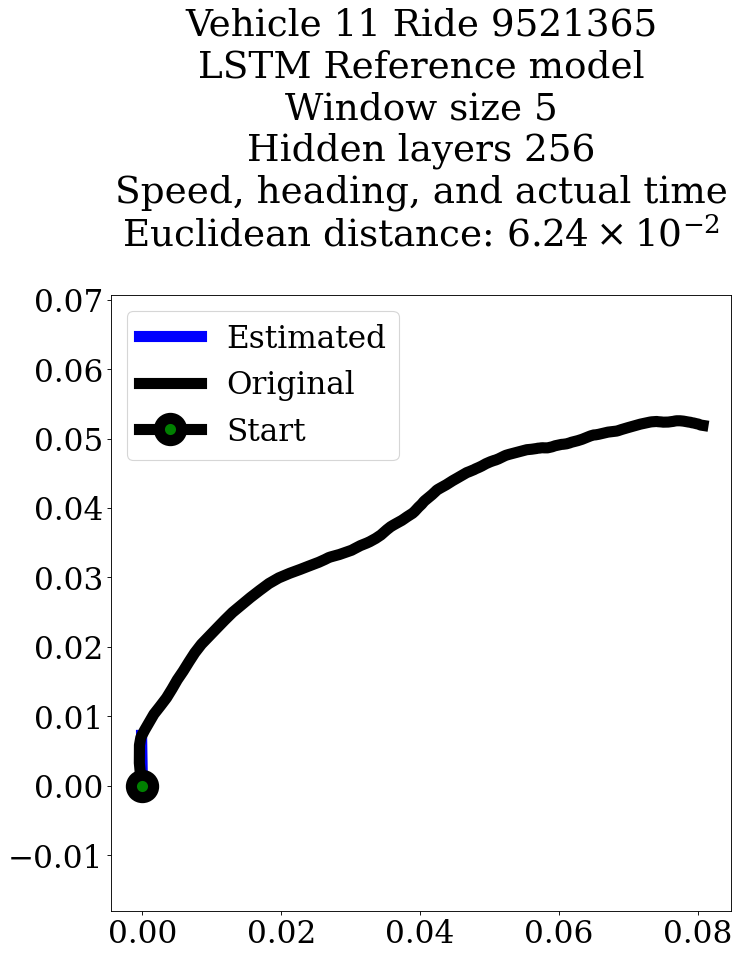 Vehicle 11 Ride 9521365
LSTM Reference model
Window size 5
Hidden layers 256
Speed, heading, and actual time
Euclidean distance: 6.24 × 10⁻²
0.07
0.06
0.05
0.04
0.03
0.02
0.01
0.00
−0.01
Estimated
Original
Start
0.00 0.02 0.04 0.06 0.08